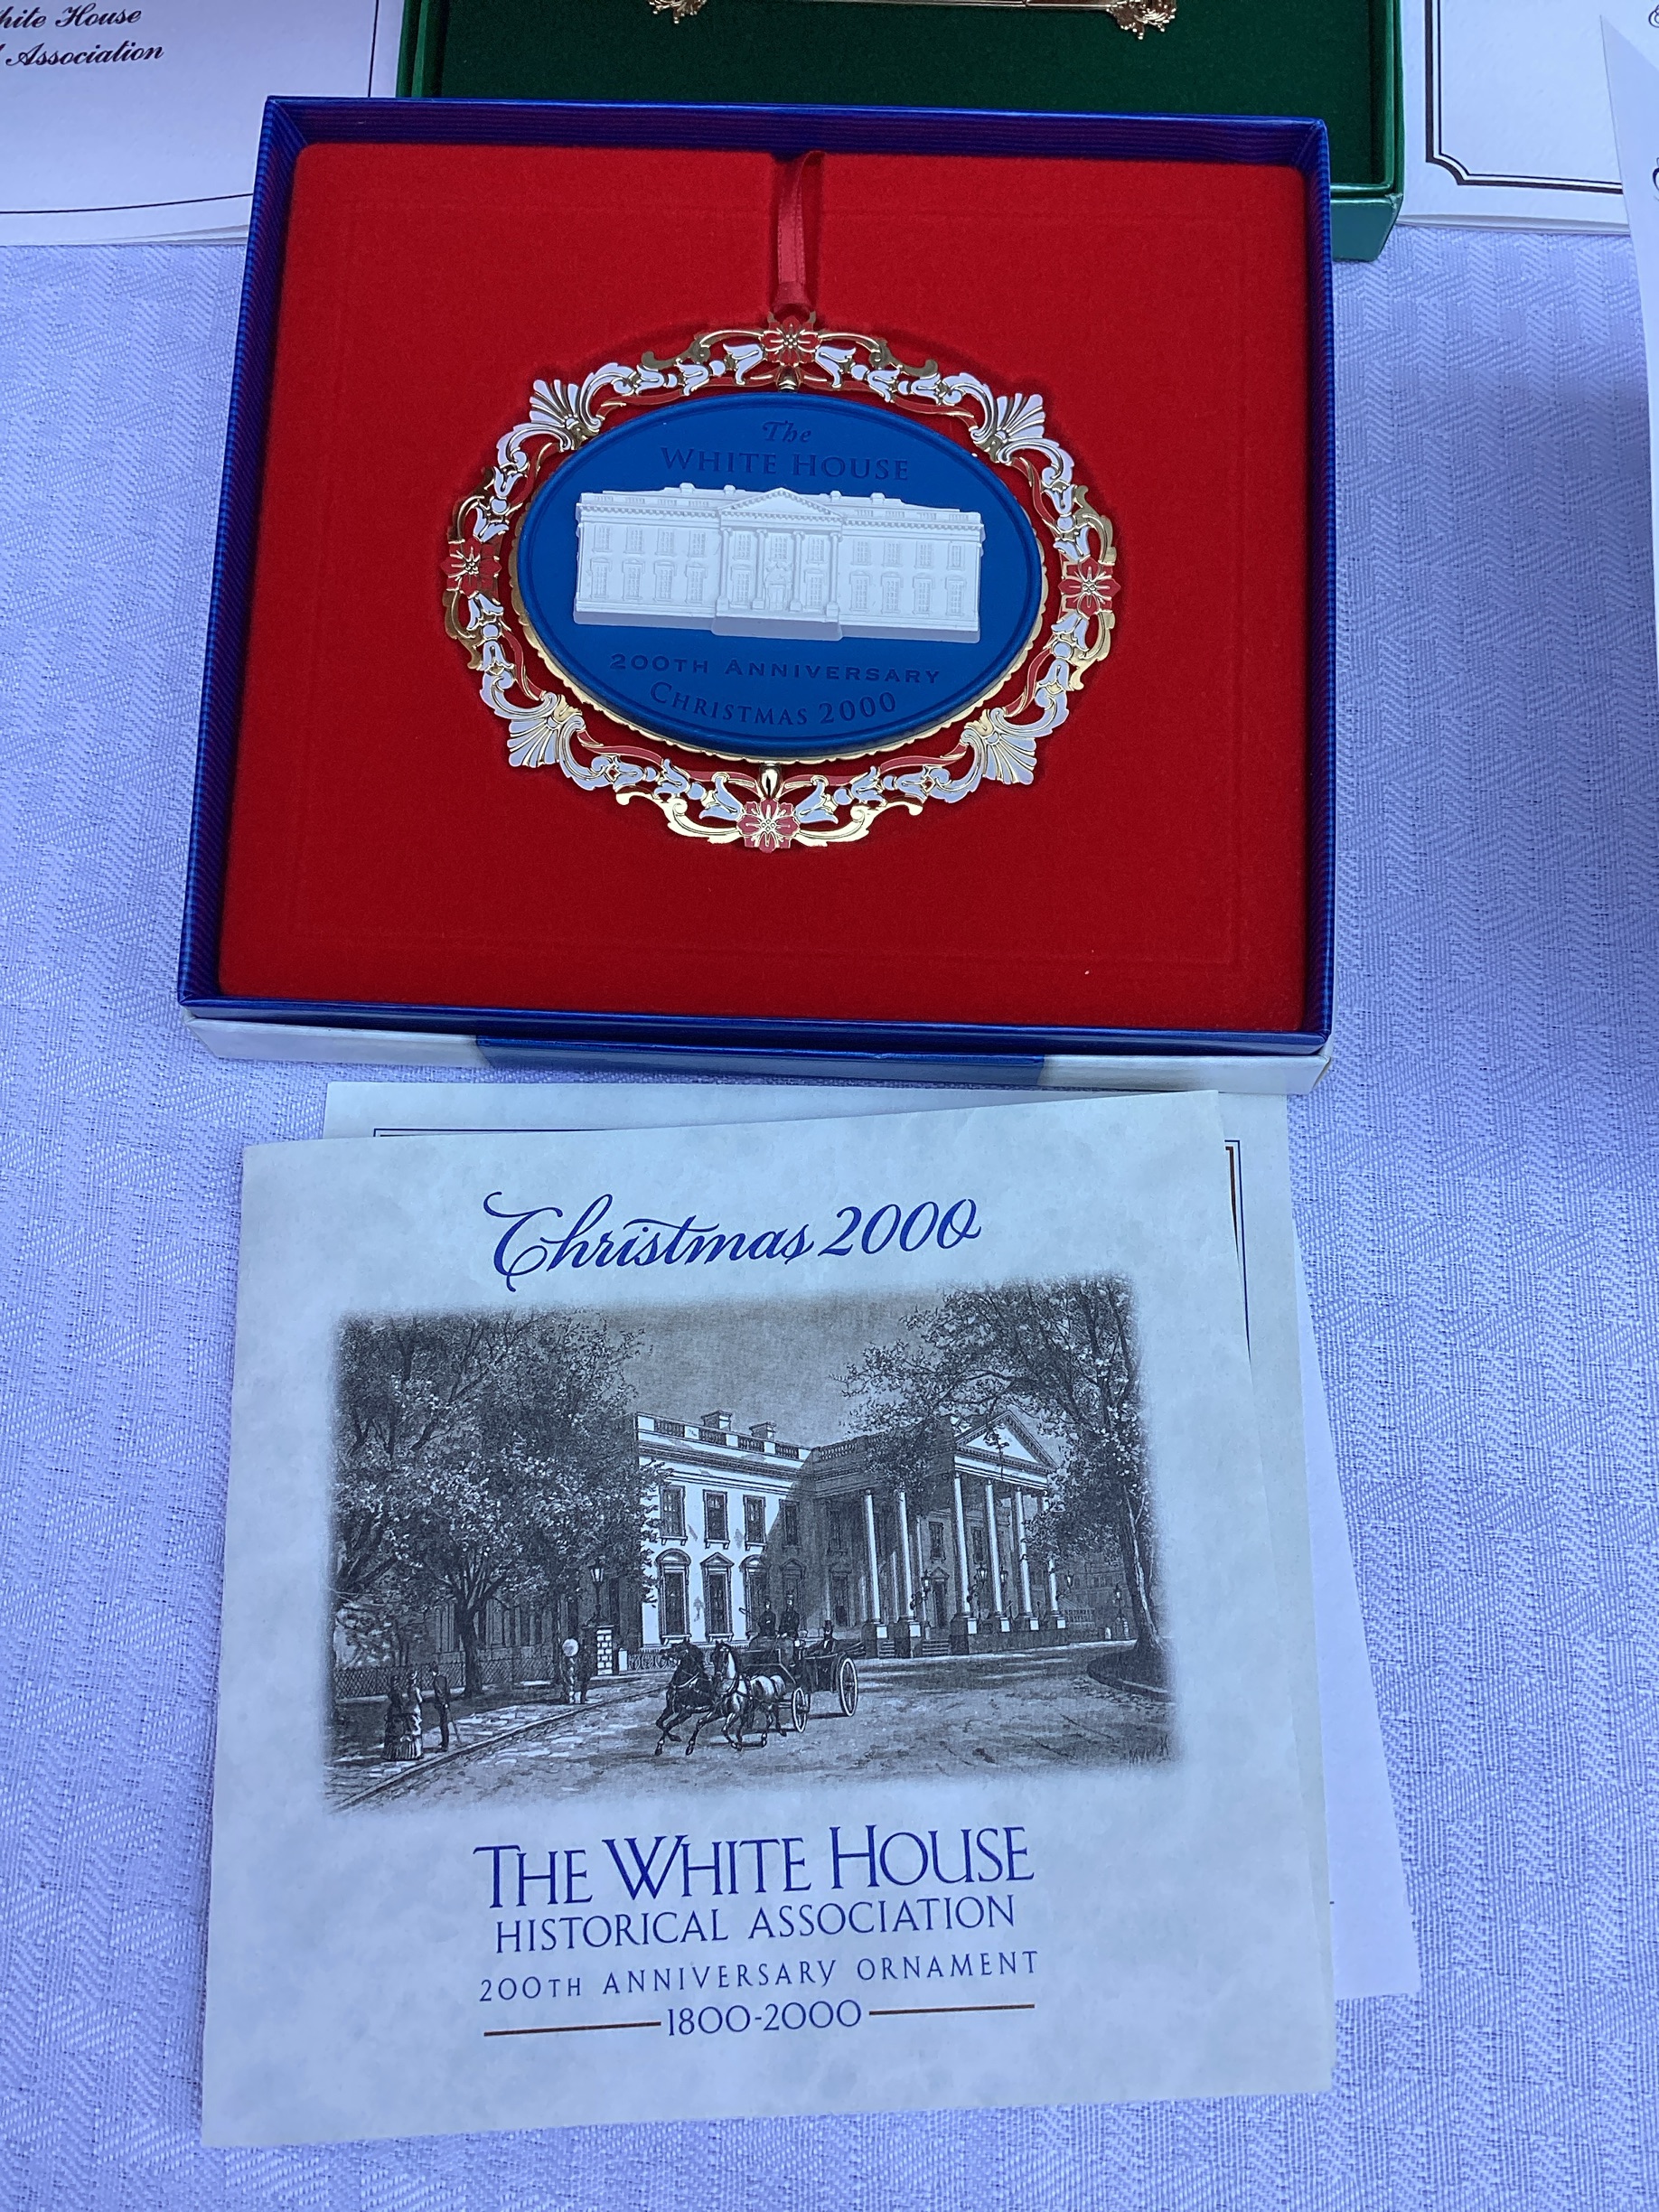 hite House
Association
The
WHITE HOUSE
200TH ANNIVERSARY
CHRISTMAS 2000
Christmas 2000
THE WHITE HOUSE
HISTORICAL ASSOCIATION
200TH ANNIVERSARY ORNAMENT
1800-2000